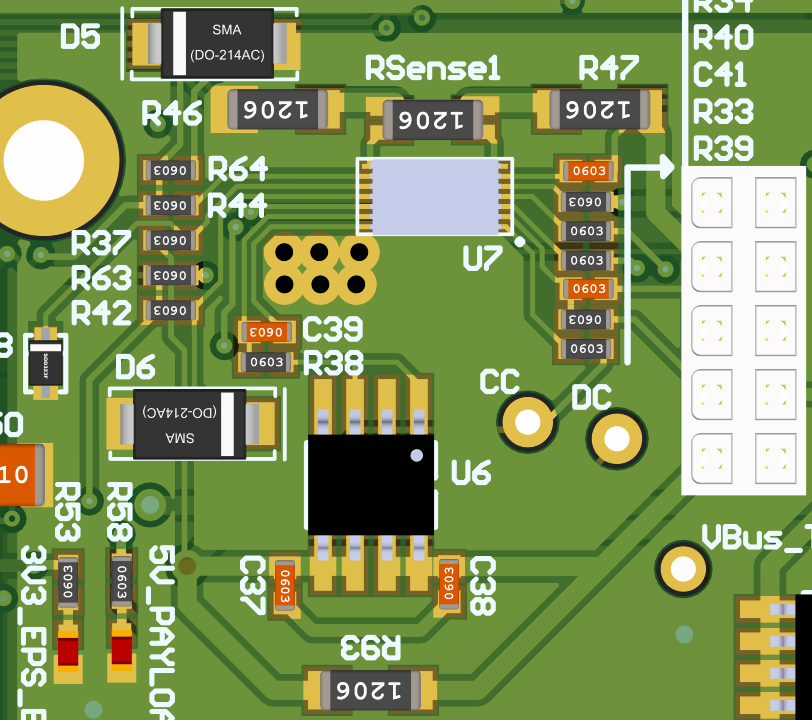 R34
D5
SMA
(DO-214AC)
R40
RSense1
R47
C41
R46
1206
1206
1206
R33
R39
R64
0603
0603
R44
0603
0603
R37
0603
0603
U7
R63
0603
0603
R42
0603
0603
0603
C39
0603
0603
R38
0603
D6
CC
DC
(DO-214AC)
SMA
U6
10
R53
R58
VBus_
3V3_EPS_
5V_PAYLOA
0603
0603
C37
0603
0603
C38
R93
1206